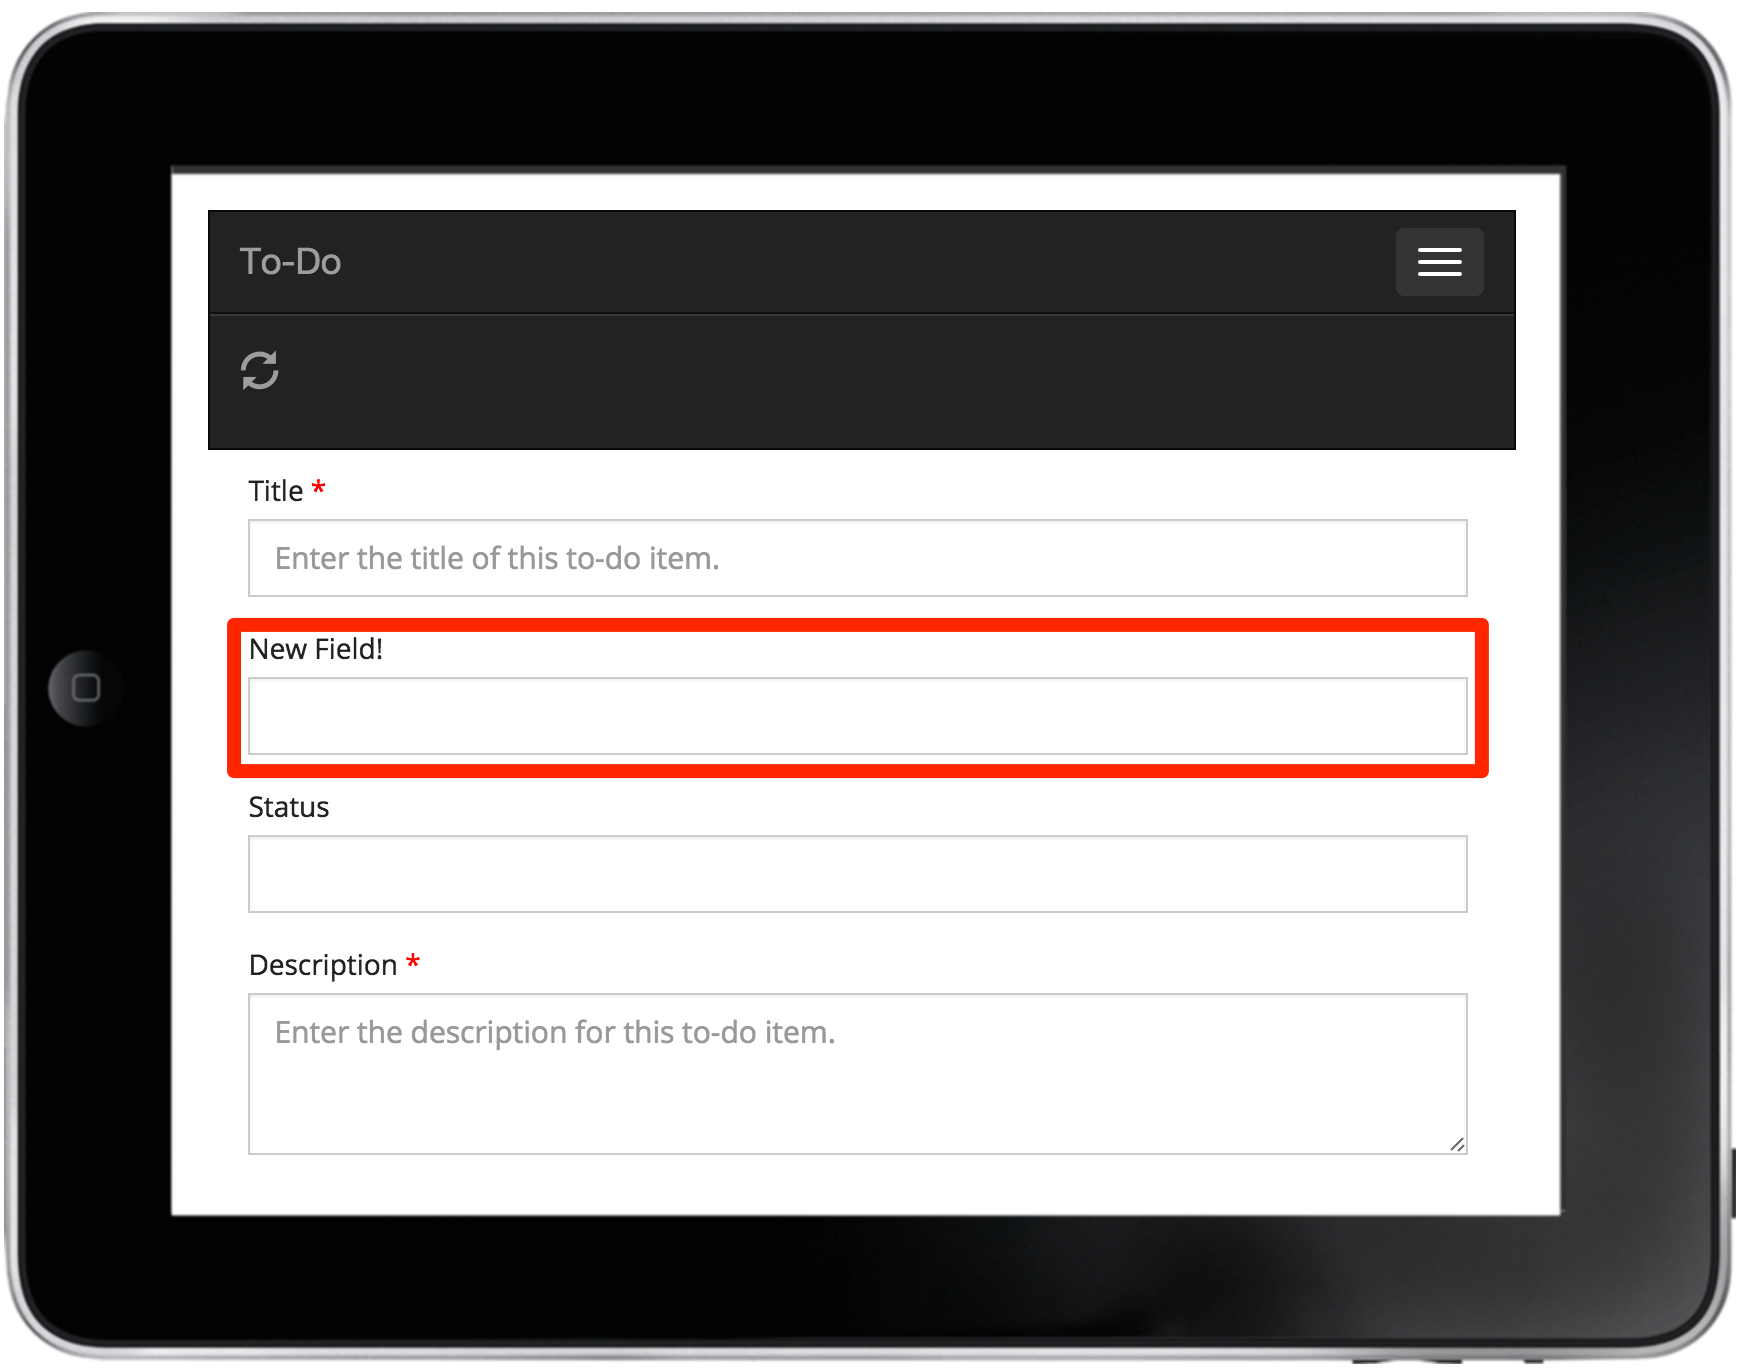 To-Do
Title *
Enter the title of this to-do item.
New Field!
Status
Description *
Enter the description for this to-do item.